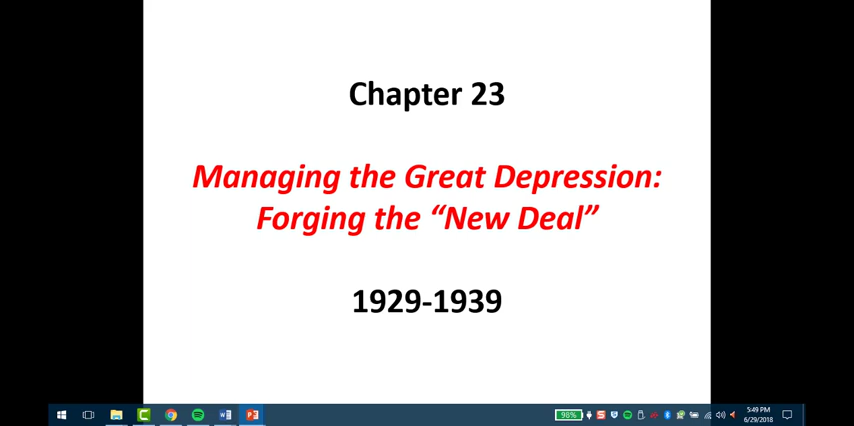 Chapter 23
Managing the Great Depression:
Forging the “New Deal”
1929-1939
98%
5:49 PM
6/29/2018